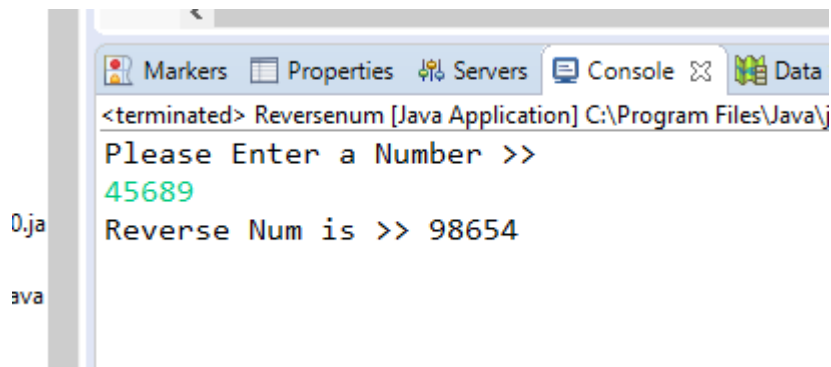 Markers Properties Servers Console Data
<terminated> Reversenum [Java Application] C:\Program Files\Java\j
Please Enter a Number >>
45689
0.ja
Reverse Num is >> 98654
ava